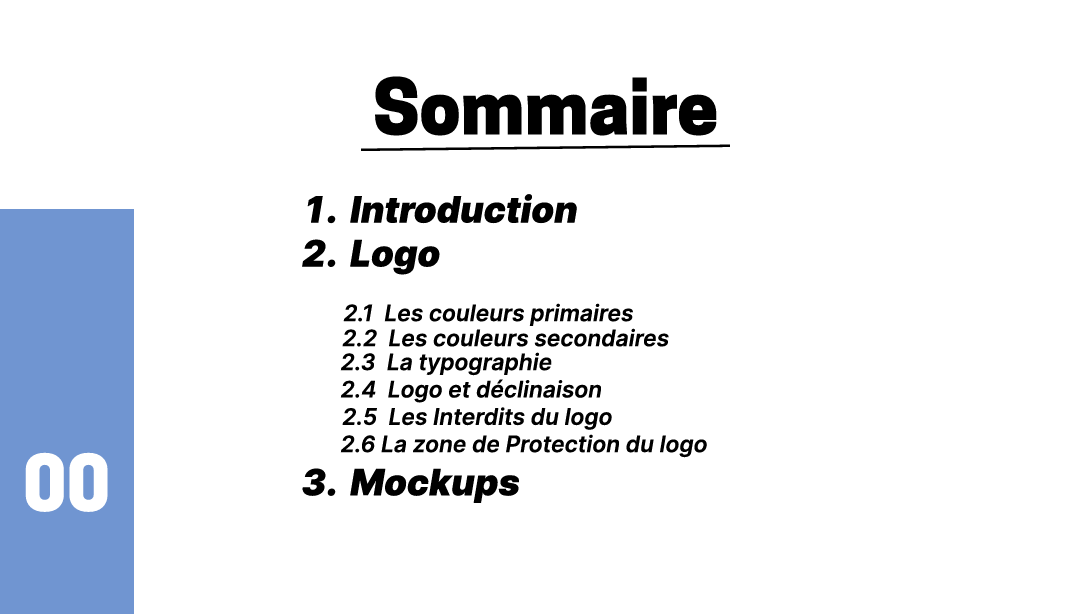 Sommaire
1. Introduction
2. Logo
2.1 Les couleurs primaires
2.2 Les couleurs secondaires
2.3 La typographie
2.4 Logo et déclinaison
2.5 Les Interdits du logo
2.6 La zone de Protection du logo
3. Mockups
00